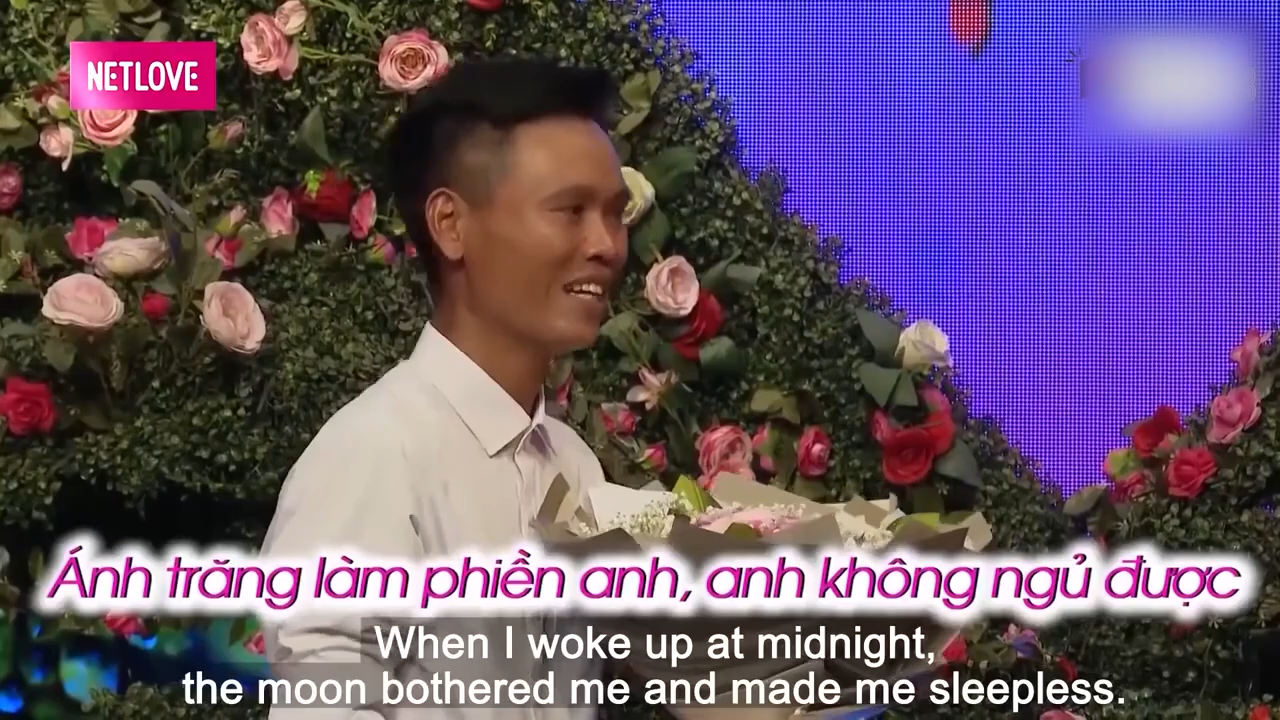 NETLOVE
Ánh trăng làm phiền anh, anh không ngủ được
When I woke up at midnight,
the moon bothered me and made me sleepless.